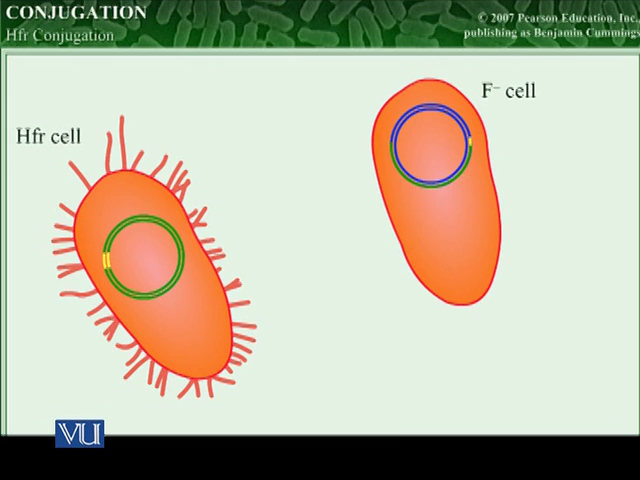 CONJUGATION
Hfr Conjugation
© 2007 Pearson Education, Inc.
publishing as Benjamin Cummings
F– cell
Hfr cell
VU